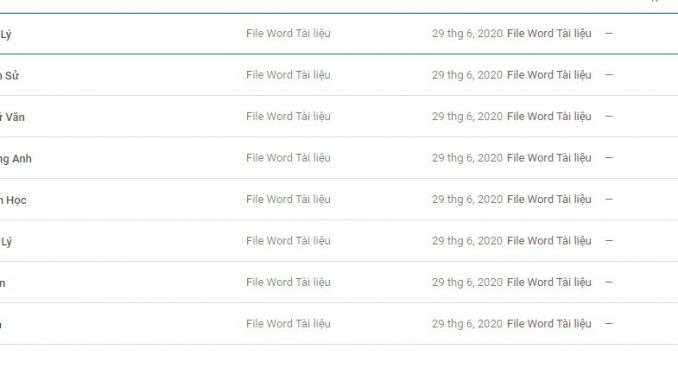 Lý File Word Tài liệu 29 thg 6, 2020 File Word Tài liệu —
Sử File Word Tài liệu 29 thg 6, 2020 File Word Tài liệu —
Văn File Word Tài liệu 29 thg 6, 2020 File Word Tài liệu —
Anh File Word Tài liệu 29 thg 6, 2020 File Word Tài liệu —
Học File Word Tài liệu 29 thg 6, 2020 File Word Tài liệu —
Lý File Word Tài liệu 29 thg 6, 2020 File Word Tài liệu —
File Word Tài liệu 29 thg 6, 2020 File Word Tài liệu —
File Word Tài liệu 29 thg 6, 2020 File Word Tài liệu —